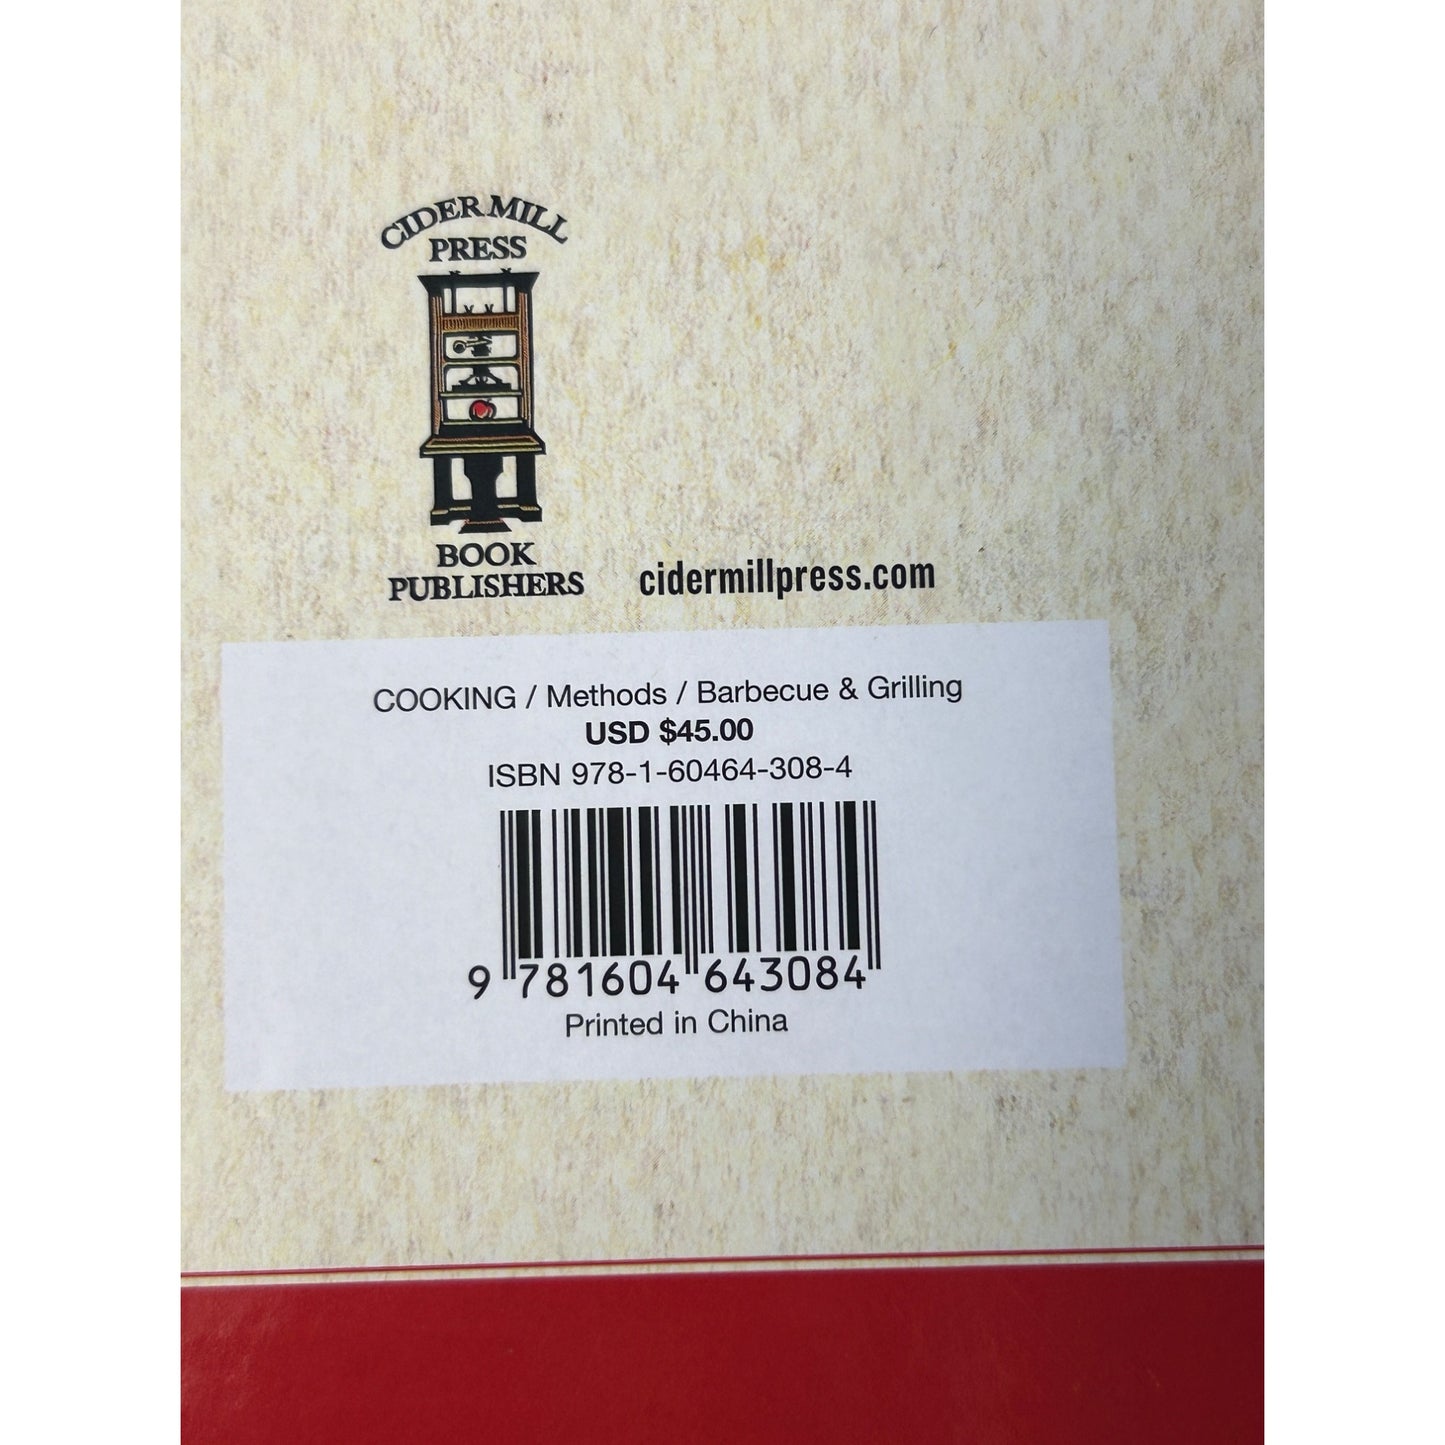 CIDER MILL
PRESS
BOOK
PUBLISHERS
cidermillpress.com
COOKING / Methods / Barbecue & Grilling
USD $45.00
ISBN 978-1-60464-308-4
9 781604 643084
Printed in China